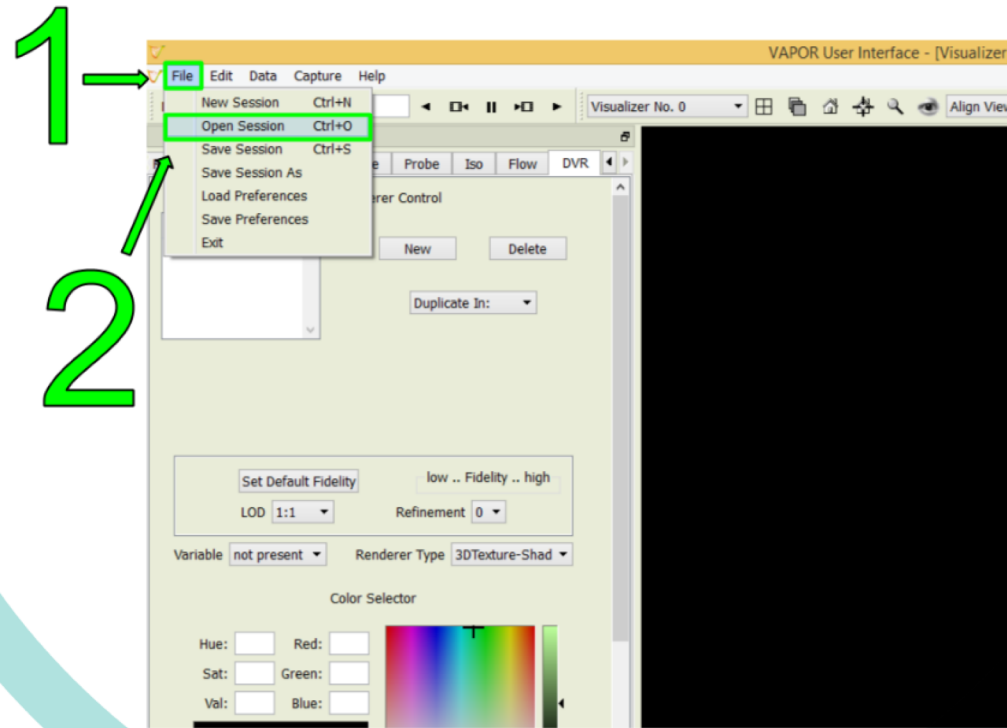 1
VAPOR User Interface - [Visualizer
File Edit Data Capture Help
New Session Ctrl+N
Open Session Ctrl+O
Save Session Ctrl+S
Save Session As
Load Preferences
Save Preferences
Exit
2
Visualizer No. 0
Align View
Probe Iso Flow DVR
rer Control
New Delete
Duplicate In:
Set Default Fidelity low .. Fidelity .. high
LOD 1:1 Refinement 0
Variable not present Renderer Type 3DTexture-Shad
Color Selector
Hue: Red:
Sat: Green:
Val: Blue: